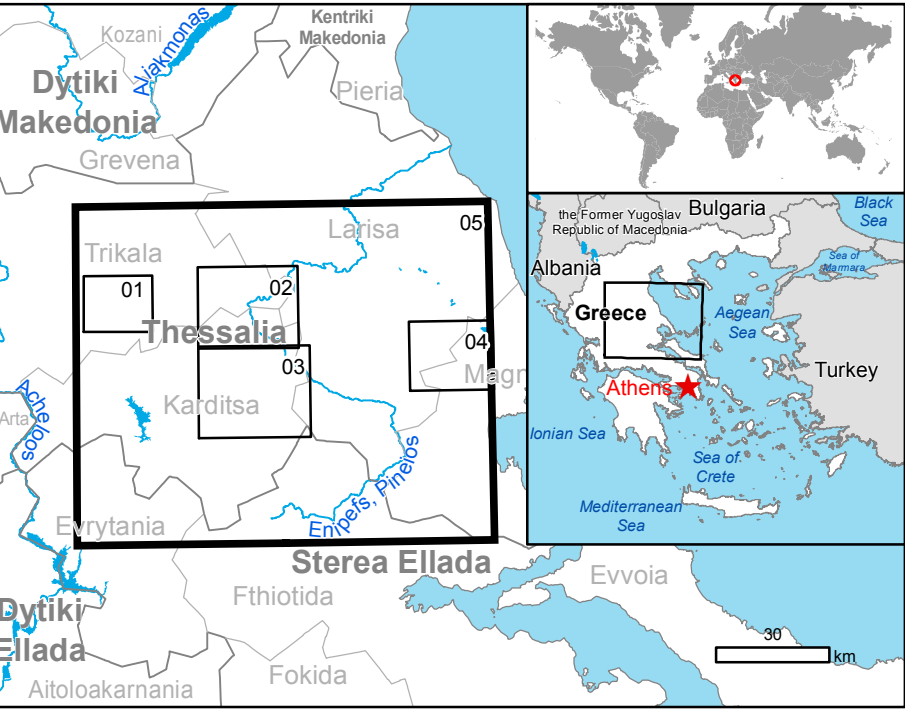 Kozani
Aliakmonas
Kentriki
Makedonia
Dytiki
Makedonia
Pieria
Grevena
05
Larisa
Trikala
01
02
Thessalia
03
04
Magn
Karditsa
Acheloos
Arta
Enipefs, Pineios
Evrytania
Sterea Ellada
Evvoia
Fthiotida
Dytiki
Ellada
Fokida
Aitoloakarnania
30
km
the Former Yugoslav
Republic of Macedonia
Bulgaria
Black
Sea
Albania
Sea of
Marmara
Greece
Aegean
Sea
Turkey
Athens
Ionian Sea
Sea of
Crete
Mediterranean
Sea